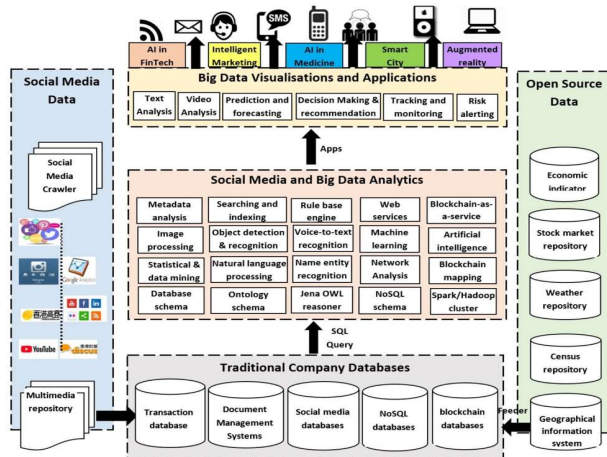 SMS
AI in
FinTech
Intelligent
Marketing
AI in
Medicine
Smart
City
Augmented
reality
Big Data Visualisations and Applications
Text
Analysis
Video
Analysis
Prediction and
forecasting
Decision Making &
recommendation
Tracking and
monitoring
Risk
alerting
Apps
Social Media
Data
Social
Media
Crawler
Google Analytics
YouTube
discus
Multimedia
repository
Social Media and Big Data Analytics
Metadata
analysis
Searching and
indexing
Rule base
engine
Web
services
Blockchain-as-
a-service
Image
processing
Object detection
& recognition
Voice-to-text
recognition
Machine
learning
Artificial
intelligence
Statistical &
data mining
Natural language
processing
Name entity
recognition
Network
Analysis
Blockchain
mapping
Database
schema
Ontology
schema
Jena OWL
reasoner
NoSQL
schema
Spark/Hadoop
cluster
SQL
Query
Traditional Company Databases
Transaction
database
Document
Management
Systems
Social media
databases
NoSQL
databases
blockchain
databases
Feeder
Open Source
Data
Economic
indicator
Stock market
repository
Weather
repository
Census
repository
Geographical
information
system